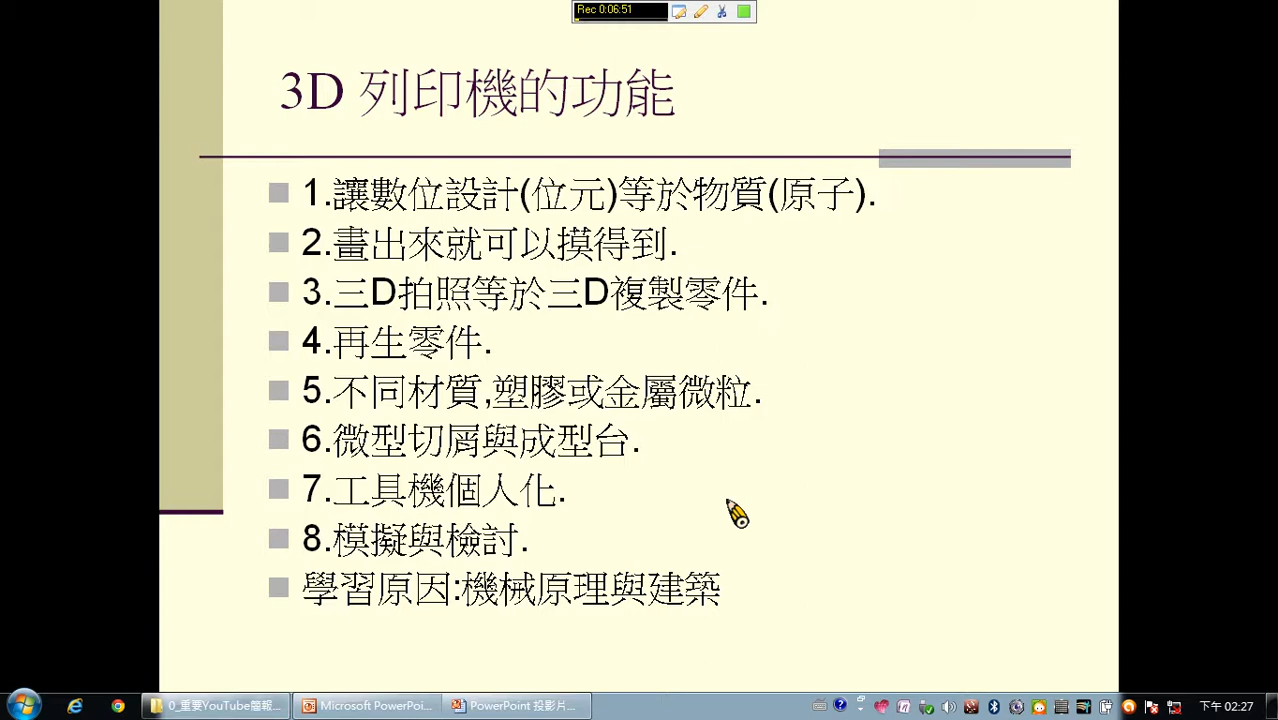 Rec 0:06:51
3D 列印機的功能
1.讓數位設計(位元)等於物質(原子).
2.畫出來就可以摸得到.
3.三D拍照等於三D複製零件.
4.再生零件.
5.不同材質,塑膠或金屬微粒.
6.微型切屑與成型台.
7.工具機個人化.
8.模擬與檢討.
學習原因:機械原理與建築
0_重要YouTube簡報... Microsoft PowerPoi... PowerPoint 投影片... 下午 02:27